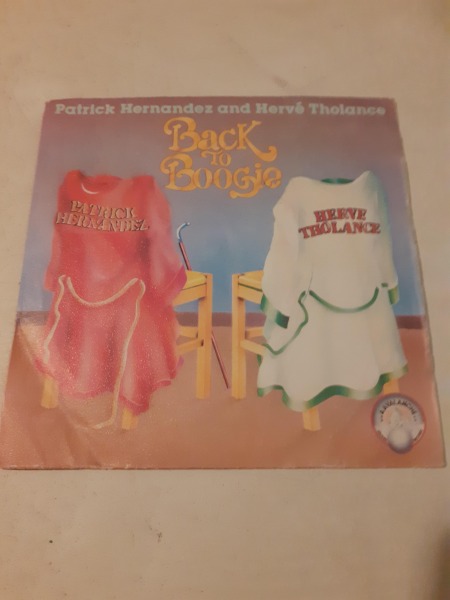 Patrick Hernandez and Hervé Tholance
Back
to
Boogie
PATRICK
HERNANDEZ
HERVE
THOLANCE